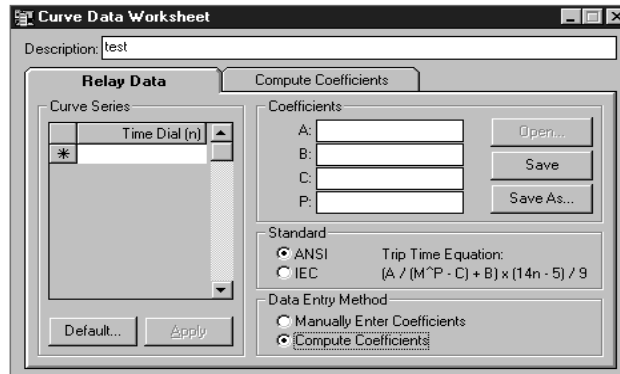 Curve Data Worksheet
Description: test
Relay Data
Compute Coefficients
Curve Series
Time Dial (n)
Default...
Apply
Coefficients
A:
B:
C:
P:
Open...
Save
Save As...
Standard
ANSI
IEC
Trip Time Equation:
(A / (M^P - C) + B) x (14n - 5) / 9
Data Entry Method
Manually Enter Coefficients
Compute Coefficients